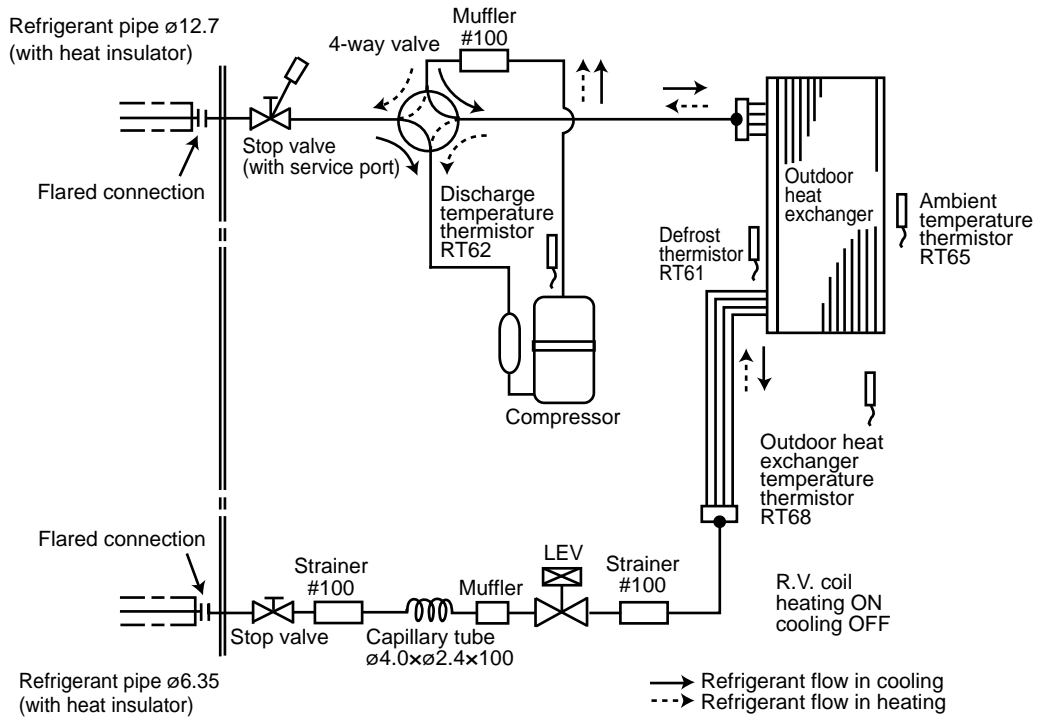 Refrigerant pipe ø12.7
(with heat insulator)
Muffler
#100
4-way valve
Stop valve
(with service port)
Flared connection
Discharge
temperature
thermistor
RT62
Outdoor
heat
exchanger
Ambient
temperature
thermistor
RT65
Defrost
thermistor
RT61
Compressor
Outdoor heat
exchanger
temperature
thermistor
RT68
Flared connection
Strainer
#100
Muffler
LEV
Strainer
#100
R.V. coil
heating ON
cooling OFF
Stop valve
Capillary tube
ø4.0×ø2.4×100
Refrigerant pipe ø6.35
(with heat insulator)
Refrigerant flow in cooling
Refrigerant flow in heating